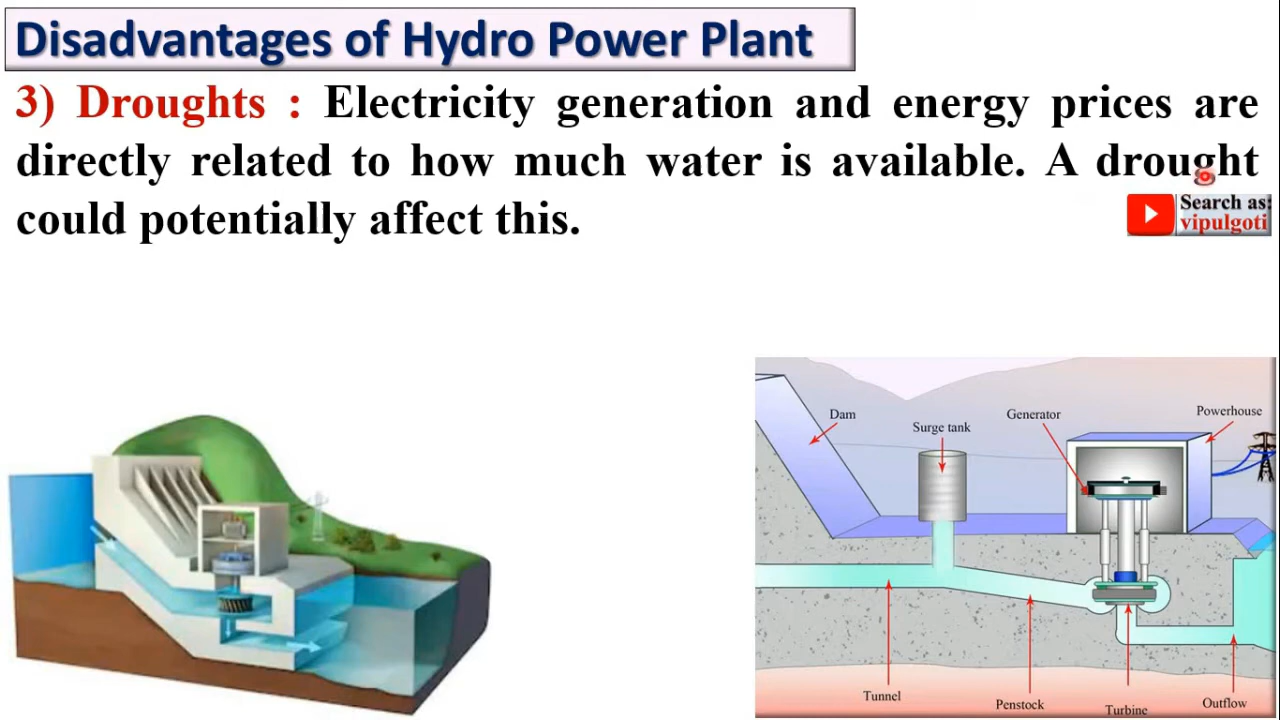 Disadvantages of Hydro Power Plant
3) Droughts : Electricity generation and energy prices are
directly related to how much water is available. A drought
could potentially affect this.
Search as:
vipulgoti
Dam
Surge tank
Generator
Powerhouse
Tunnel
Penstock
Turbine
Outflow